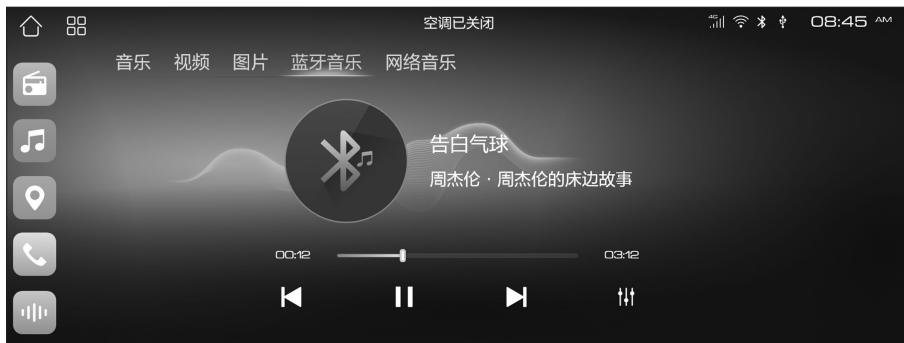 空调已关闭
4G
08:45 AM
音乐 视频 图片 蓝牙音乐 网络音乐
告白气球
周杰伦 · 周杰伦的床边故事
00:12 03:12